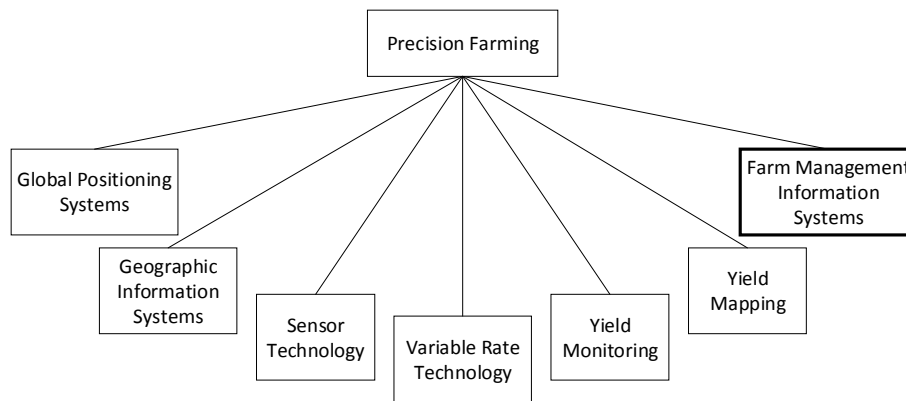 Precision Farming
Global Positioning
Systems
Geographic
Information
Systems
Sensor
Technology
Variable Rate
Technology
Yield
Monitoring
Yield
Mapping
Farm Management
Information
Systems